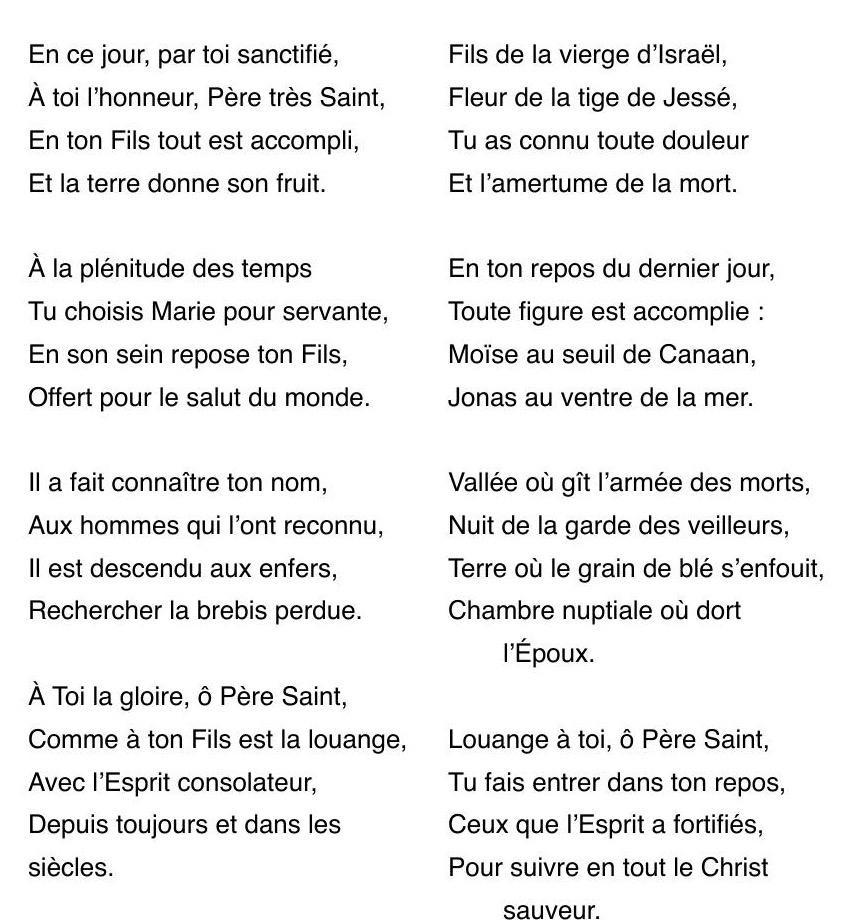 En ce jour, par toi sanctifié,
À toi l’honneur, Père très Saint,
En ton Fils tout est accompli,
Et la terre donne son fruit.

À la plénitude des temps
Tu choisis Marie pour servante,
En son sein repose ton Fils,
Offert pour le salut du monde.

Il a fait connaître ton nom,
Aux hommes qui l’ont reconnu,
Il est descendu aux enfers,
Rechercher la brebis perdue.

À Toi la gloire, ô Père Saint,
Comme à ton Fils est la louange,
Avec l’Esprit consolateur,
Depuis toujours et dans les
siècles.

Fils de la vierge d’Israël,
Fleur de la tige de Jessé,
Tu as connu toute douleur
Et l’amertume de la mort.

En ton repos du dernier jour,
Toute figure est accomplie :
Moïse au seuil de Canaan,
Jonas au ventre de la mer.

Vallée où gît l’armée des morts,
Nuit de la garde des veilleurs,
Terre où le grain de blé s’enfouit,
Chambre nuptiale où dort
l’Époux.

Louange à toi, ô Père Saint,
Tu fais entrer dans ton repos,
Ceux que l’Esprit a fortifiés,
Pour suivre en tout le Christ
sauveur.